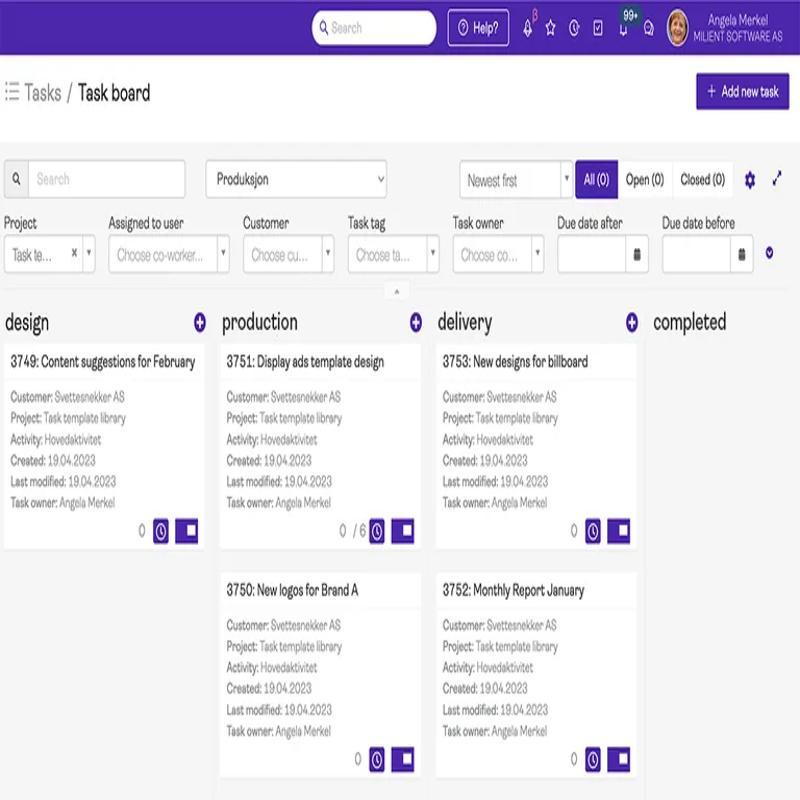 Search
Help?
β
99+
Angela Merkel
MILIENT SOFTWARE AS
Tasks / Task board
+ Add new task
Search
Produksjon
Newest first
All (0)
Open (0)
Closed (0)
Project
Assigned to user
Customer
Task tag
Task owner
Due date after
Due date before
Task te... x
Choose co-worker...
Choose cu...
Choose ta...
Choose co...
design
production
delivery
completed
3749: Content suggestions for February
Customer: Svettesnekker AS
Project: Task template library
Activity: Hovedaktivitet
Created: 19.04.2023
Last modified: 19.04.2023
Task owner: Angela Merkel
0
3751: Display ads template design
Customer: Svettesnekker AS
Project: Task template library
Activity: Hovedaktivitet
Created: 19.04.2023
Last modified: 19.04.2023
Task owner: Angela Merkel
0 / 6
3753: New designs for billboard
Customer: Svettesnekker AS
Project: Task template library
Activity: Hovedaktivitet
Created: 19.04.2023
Last modified: 19.04.2023
Task owner: Angela Merkel
0
3750: New logos for Brand A
Customer: Svettesnekker AS
Project: Task template library
Activity: Hovedaktivitet
Created: 19.04.2023
Last modified: 19.04.2023
Task owner: Angela Merkel
0
3752: Monthly Report January
Customer: Svettesnekker AS
Project: Task template library
Activity: Hovedaktivitet
Created: 19.04.2023
Last modified: 19.04.2023
Task owner: Angela Merkel
0